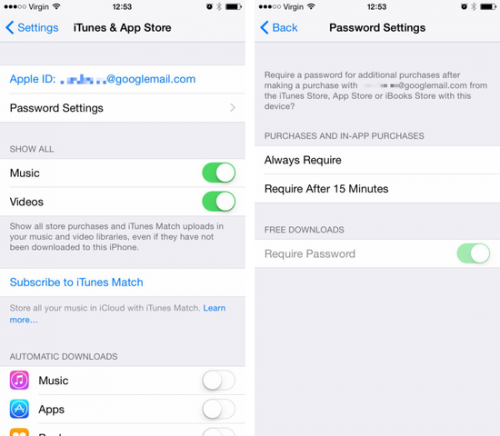 Virgin 12:53
Settings iTunes & App Store
Apple ID: @googlemail.com
Password Settings
SHOW ALL
Music
Videos
Show all store purchases and iTunes Match uploads in
your music and video libraries, even if they have not
been downloaded to this iPhone.
Subscribe to iTunes Match
Store all your music in iCloud with iTunes Match. Learn
more...
AUTOMATIC DOWNLOADS
Music
Apps
Virgin 12:53
Back Password Settings
Require a password for additional purchases after
making a purchase with @googlemail.com from
the iTunes Store, App Store or iBooks Store with this
device?
PURCHASES AND IN-APP PURCHASES
Always Require
Require After 15 Minutes
FREE DOWNLOADS
Require Password